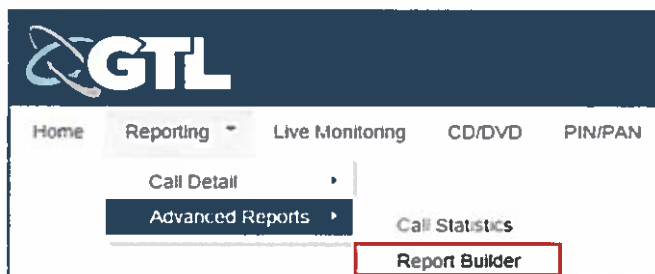 GTL
Home Reporting Live Monitoring CD/DVD PIN/PAN
Call Detail
Advanced Reports
Call Statistics
Report Builder